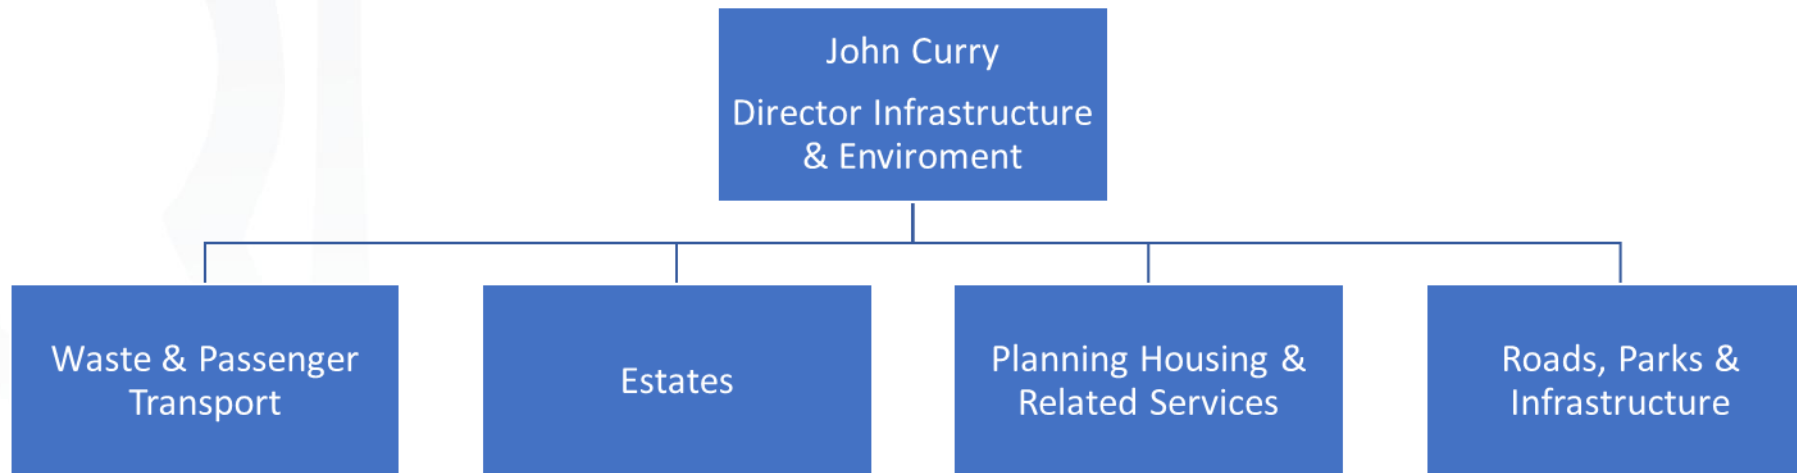 John Curry
Director Infrastructure
& Enviroment
Waste & Passenger
Transport
Estates
Planning Housing &
Related Services
Roads, Parks &
Infrastructure